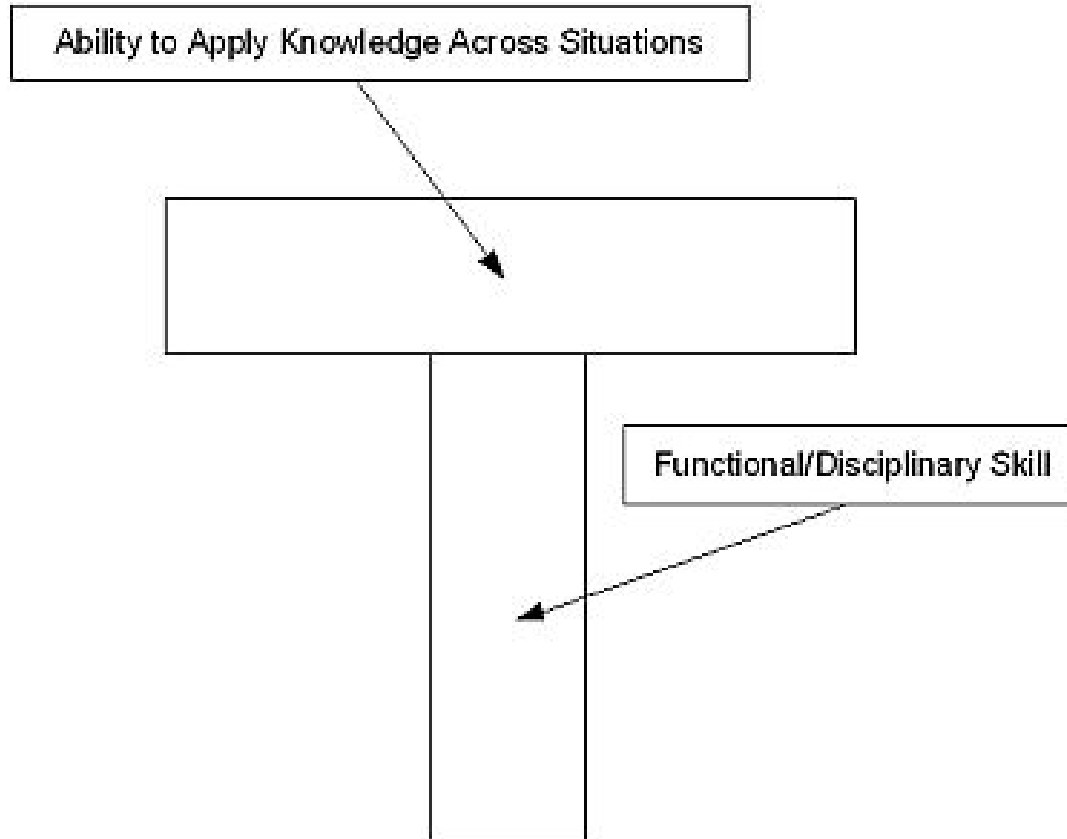 Ability to Apply Knowledge Across Situations
Functional/Disciplinary Skill